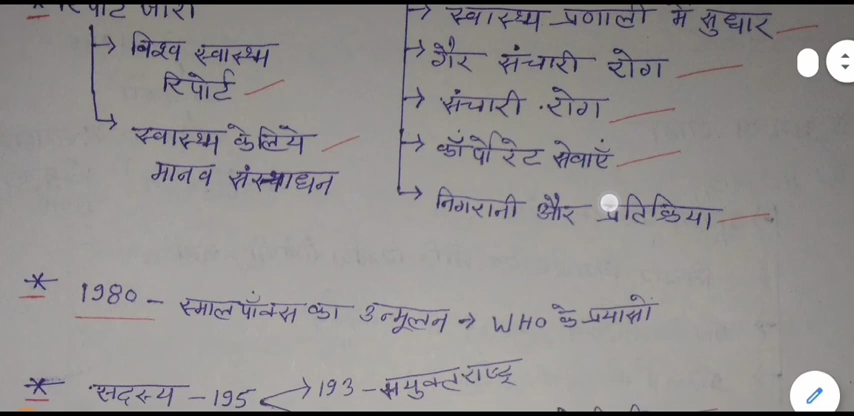 * रिपोर्ट जारी
→ विश्व स्वास्थ्य
रिपोर्ट
→ स्वास्थ्य के लिये
मानव संसाधन
→ स्वास्थ्य प्रणाली में सुधार
→ गैर संचारी रोग
→ संचारी रोग
→ कॉर्पोरेट सेवाएँ
→ निगरानी और प्रतिक्रिया
* 1980 - स्मालपॉक्स का उन्मूलन → WHO के प्रयासों
* सदस्य - 195 → 193 - संयुक्त राष्ट्र